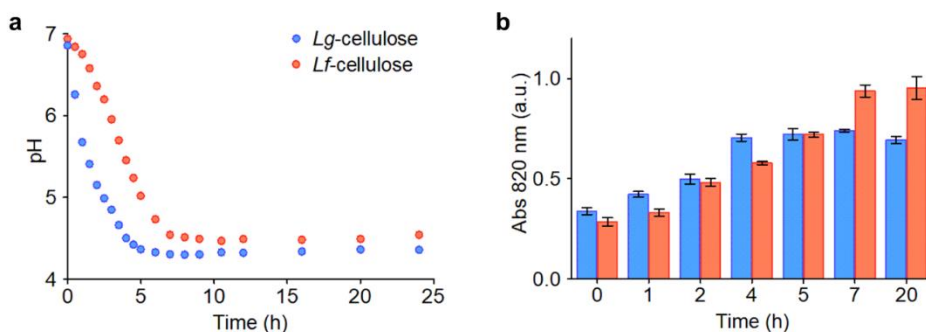 a
Lg-cellulose
Lf-cellulose
7
6
5
4
pH
0 5 10 15 20 25
Time (h)
b
1.0
0.5
0.0
Abs 820 nm (a.u.)
0 1 2 4 5 7 20
Time (h)